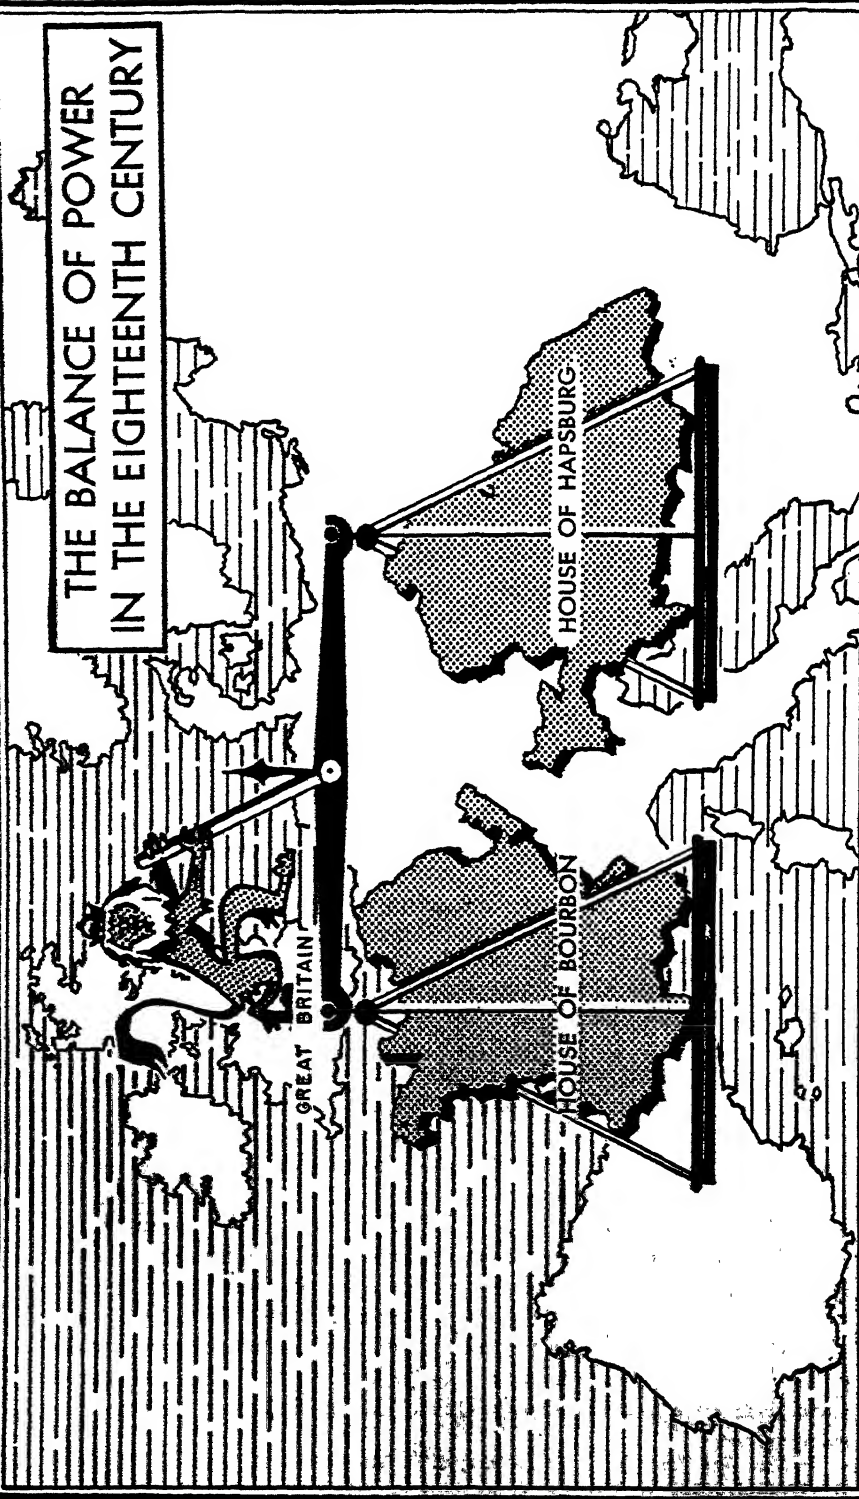 THE BALANCE OF POWER
IN THE EIGHTEENTH CENTURY
GREAT BRITAIN
HOUSE OF BOURBON
HOUSE OF HAPSBURG